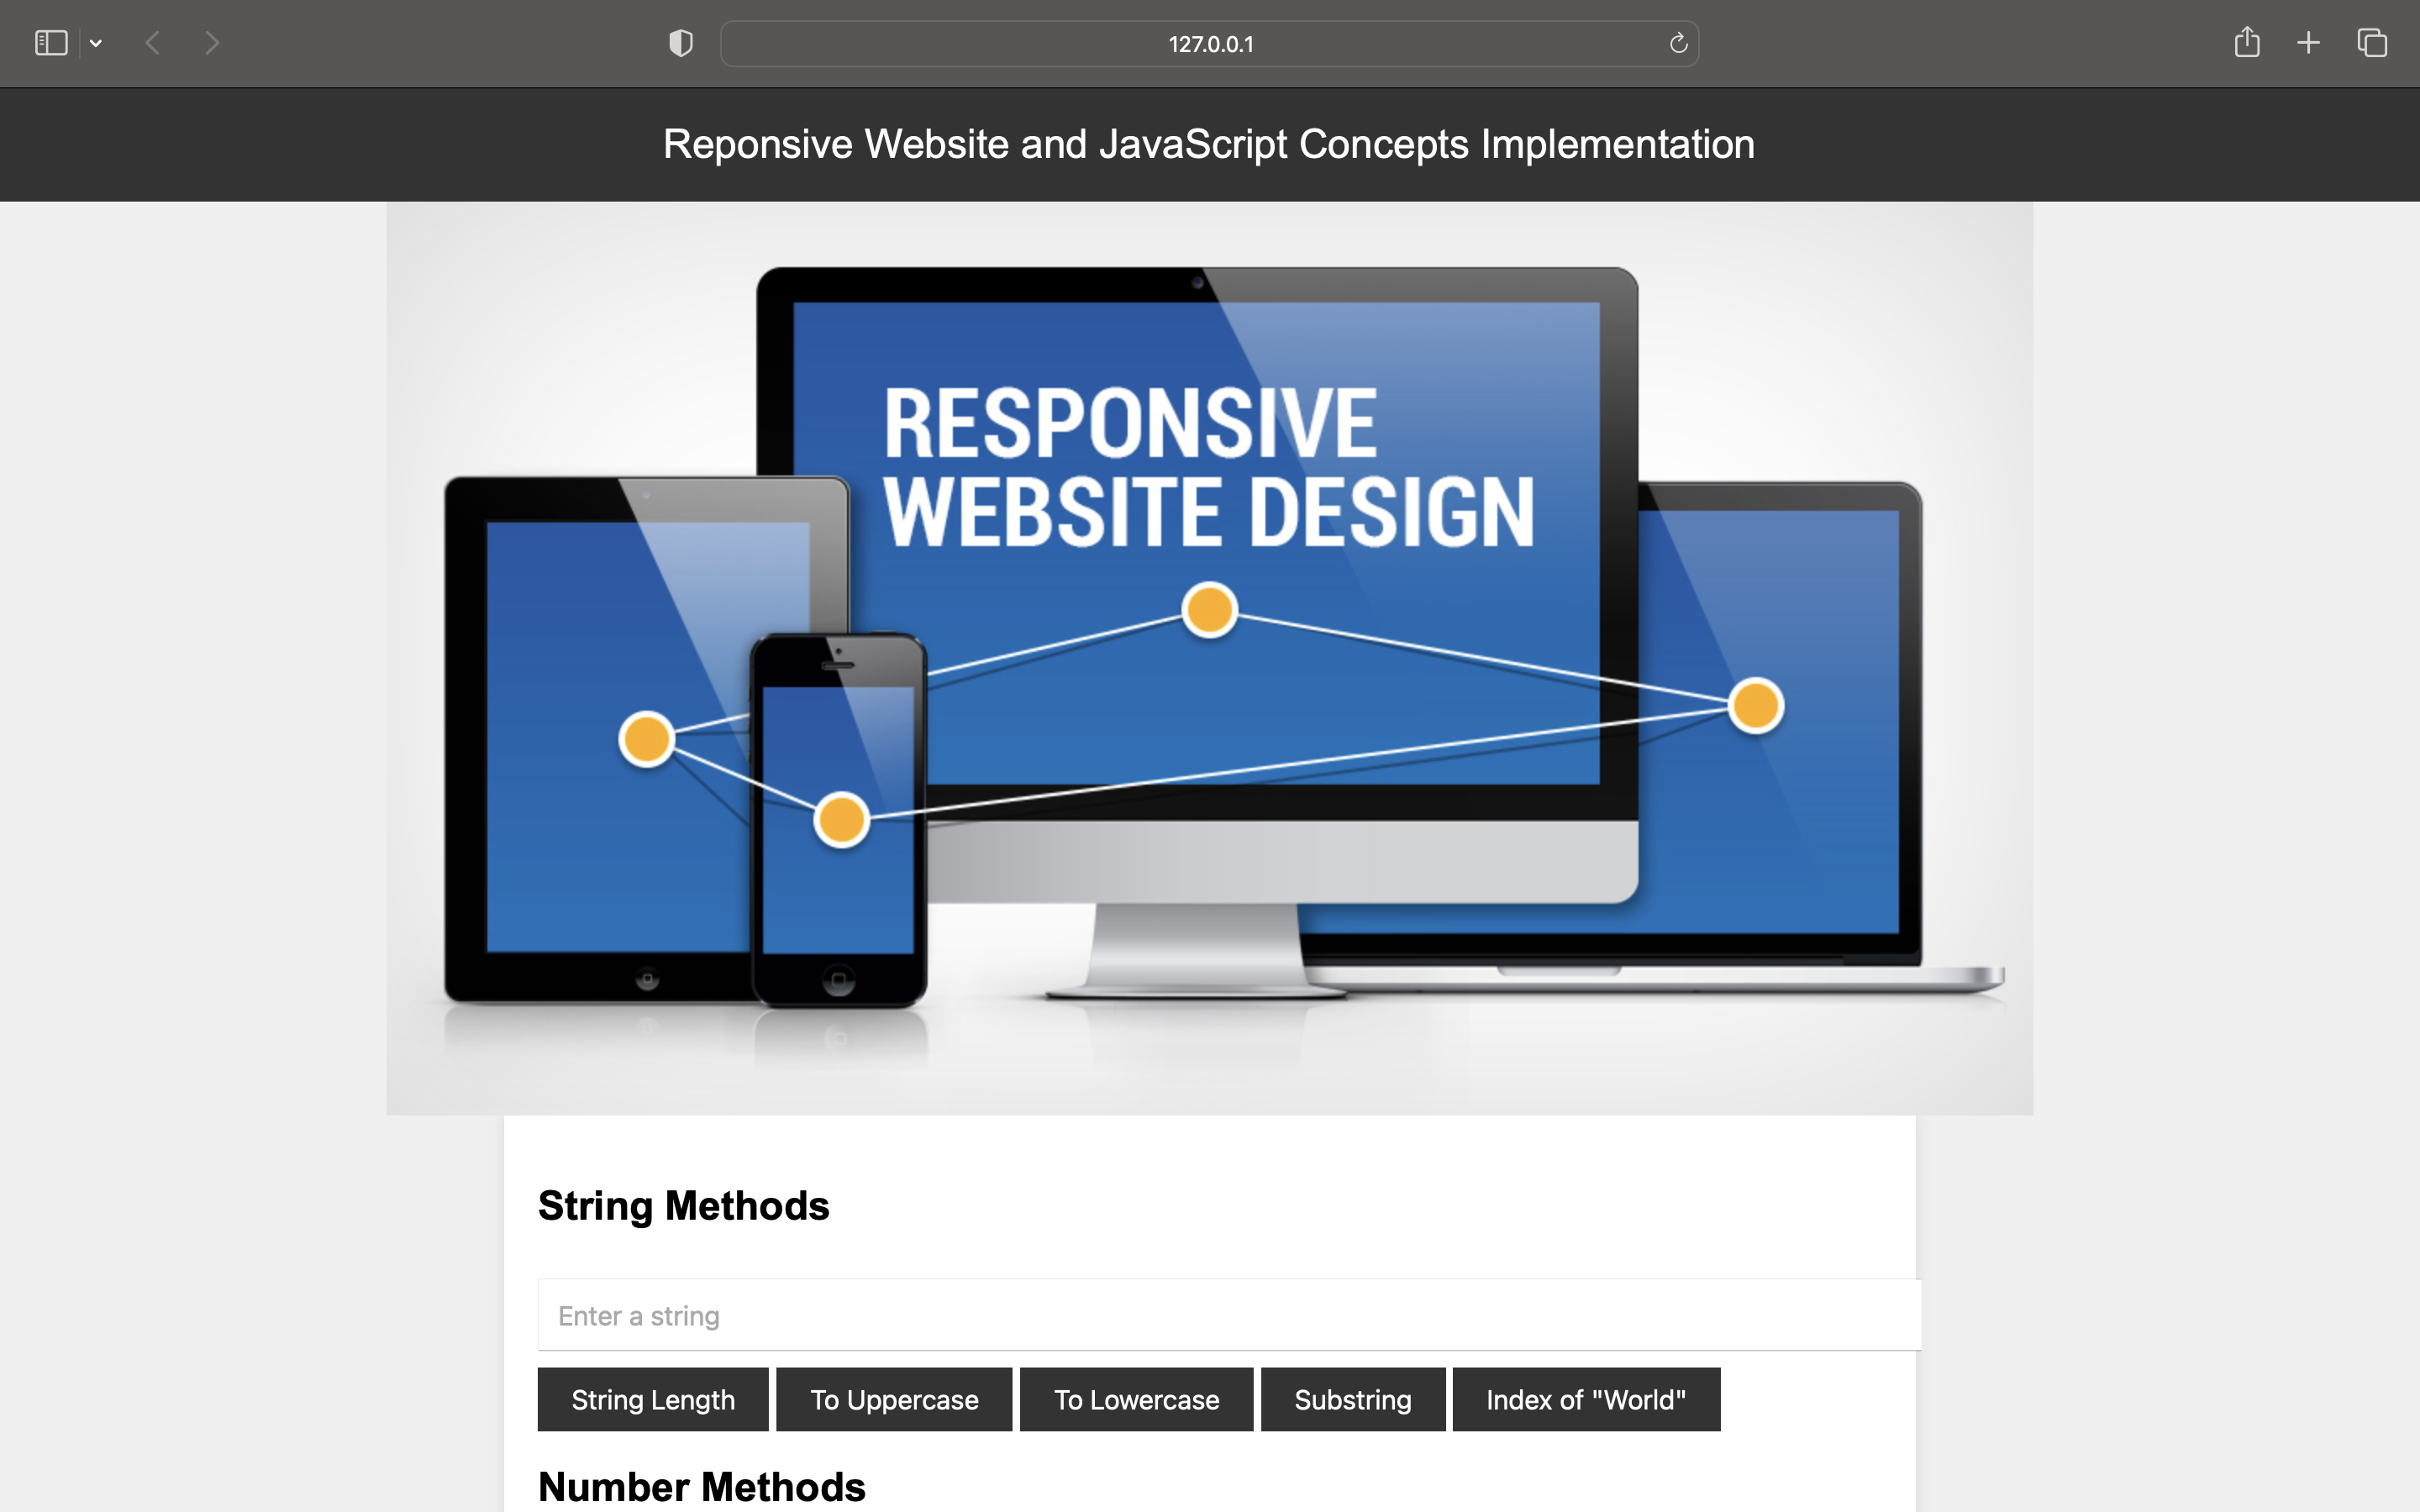 127.0.0.1
Reponsive Website and JavaScript Concepts Implementation
RESPONSIVE
WEBSITE DESIGN
String Methods
Enter a string
String Length To Uppercase To Lowercase Substring Index of "World"
Number Methods